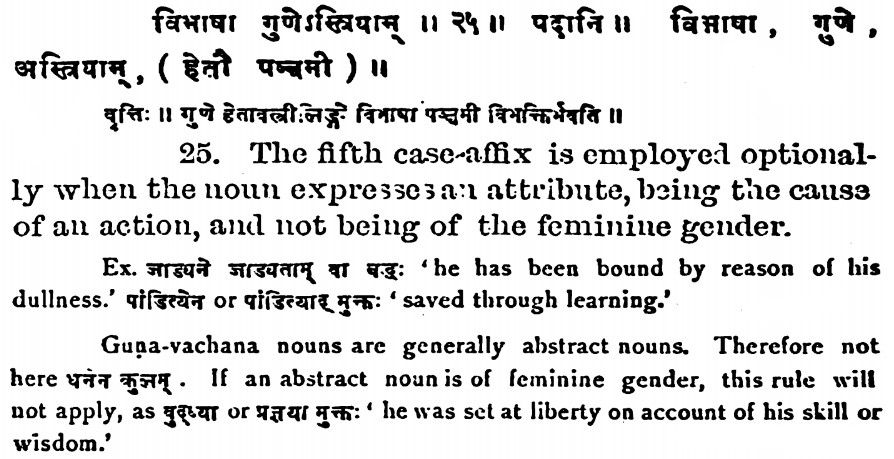 विभाषा गुणेऽस्त्रियाम् ॥ २५ ॥ पदानि ॥ विभाषा, गुणे,
अस्त्रियाम्, ( हेतौ पञ्चमी ) ॥
वृत्तिः ॥ गुणे हेतावस्त्रीलिङ्गे विभाषा पञ्चमी विभक्तिर्भवति ॥
25. The fifth case-affix is employed optional-
ly when the noun expresses an attribute, being the cause
of an action, and not being of the feminine gender.
Ex. जाड्यने जाड्यताम् वा बद्धः 'he has been bound by reason of his
dullness.' पांडित्येन or पांडित्याद् मुक्तः 'saved through learning.'
Guṇa-vachana nouns are generally abstract nouns. Therefore not
here धनेन कुलम्. If an abstract noun is of feminine gender, this rule will
not apply, as बुद्ध्या or प्रज्ञया मुक्तः 'he was set at liberty on account of his skill or
wisdom.'